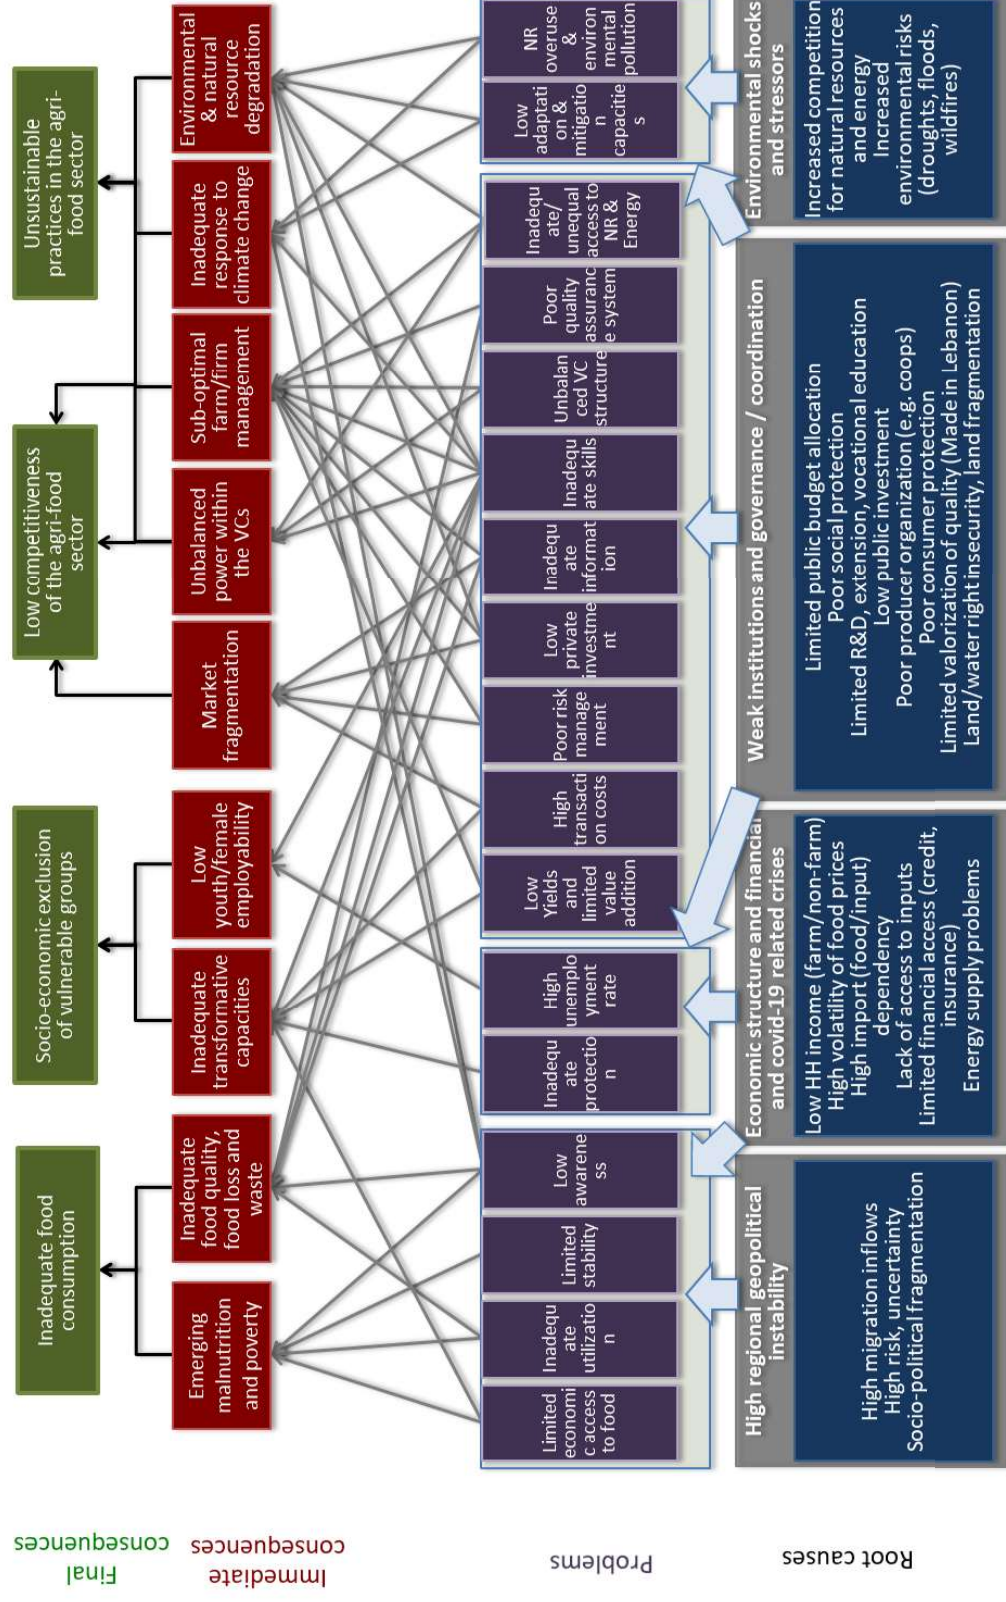 Final
consequences
Inadequate food
consumption
Socio-economic exclusion
of vulnerable groups
Low competitiveness
of the agri-food
sector
Unsustainable
practices in the agri-
food sector
Immediate
consequences
Emerging
malnutrition
and poverty
Inadequate
food quality,
food loss and
waste
Inadequate
transformative
capacities
Low
youth/female
employability
Market
fragmentation
Unbalanced
power within
the VCs
Sub-optimal
farm/firm
management
Inadequate
response to
climate change
Environmental
& natural
resource
degradation
Problems
Limited
economi
c access
to food
Inadequ
ate
utilizatio
n
Limited
stability
Low
awarene
ss
Inadequ
ate
protectio
n
High
unemplo
yment
rate
Low
Yields
and
limited
value
addition
High
transacti
on costs
Poor risk
manage
ment
Low
private
investme
nt
Inadequ
ate
informat
ion
Inadequ
ate skills
Unbalan
ced VC
structure
Poor
quality
assuranc
e system
Inadequ
ate/
unequal
access to
NR &
Energy
Low
adaptati
on &
mitigatio
n
capacitie
s
NR
overuse
&
environ
mental
pollution
Root causes
High regional geopolitical
instability
High migration inflows
High risk, uncertainty
Socio-political fragmentation
Economic structure and financial
and covid-19 related crises
Low HH income (farm/non-farm)
High volatility of food prices
High import (food/input)
dependency
Lack of access to inputs
Limited financial access (credit,
insurance)
Energy supply problems
Weak institutions and governance / coordination
Limited public budget allocation
Poor social protection
Limited R&D, extension, vocational education
Low public investment
Poor producer organization (e.g. coops)
Poor consumer protection
Limited valorization of quality (Made in Lebanon)
Land/water right insecurity, land fragmentation
Environmental shocks
and stressors
Increased competition
for natural resources
and energy
Increased
environmental risks
(droughts, floods,
wildfires)